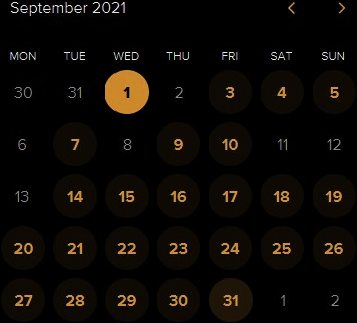 September 2021 < >
MON TUE WED THU FRI SAT SUN
30 31 1 2 3 4 5
6 7 8 9 10 11 12
13 14 15 16 17 18 19
20 21 22 23 24 25 26
27 28 29 30 31 1 2